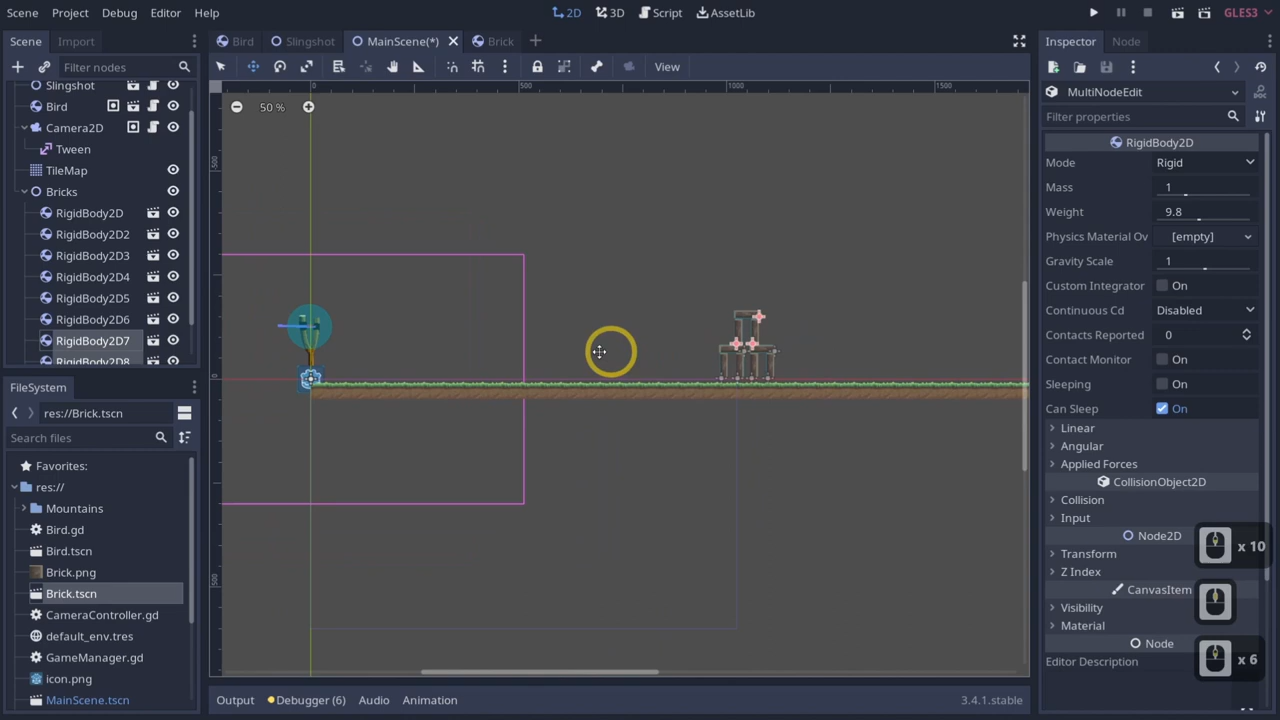 Scene Project Debug Editor Help
2D 3D Script AssetLib
GLES3
Scene Import
Bird Slingshot MainScene(*) Brick
Inspector Node
Filter nodes
View
Slingshot
Bird
Camera2D
Tween
TileMap
Bricks
RigidBody2D
RigidBody2D2
RigidBody2D3
RigidBody2D4
RigidBody2D5
RigidBody2D6
RigidBody2D7
RigidBody2D8
FileSystem
res://Brick.tscn
Search files
Favorites:
res://
Mountains
Bird.gd
Bird.tscn
Brick.png
Brick.tscn
CameraController.gd
default_env.tres
GameManager.gd
icon.png
MainScene.tscn
0 500 1000 1500
50 %
-500
0
500
Output Debugger (6) Audio Animation
3.4.1.stable
MultiNodeEdit
Filter properties
RigidBody2D
Mode Rigid
Mass 1
Weight 9.8
Physics Material Ov [empty]
Gravity Scale 1
Custom Integrator On
Continuous Cd Disabled
Contacts Reported 0
Contact Monitor On
Sleeping On
Can Sleep On
Linear
Angular
Applied Forces
CollisionObject2D
Collision
Input
Node2D
Transform
Z Index
CanvasItem
Visibility
Material
Node
Editor Description
x 10
x 6